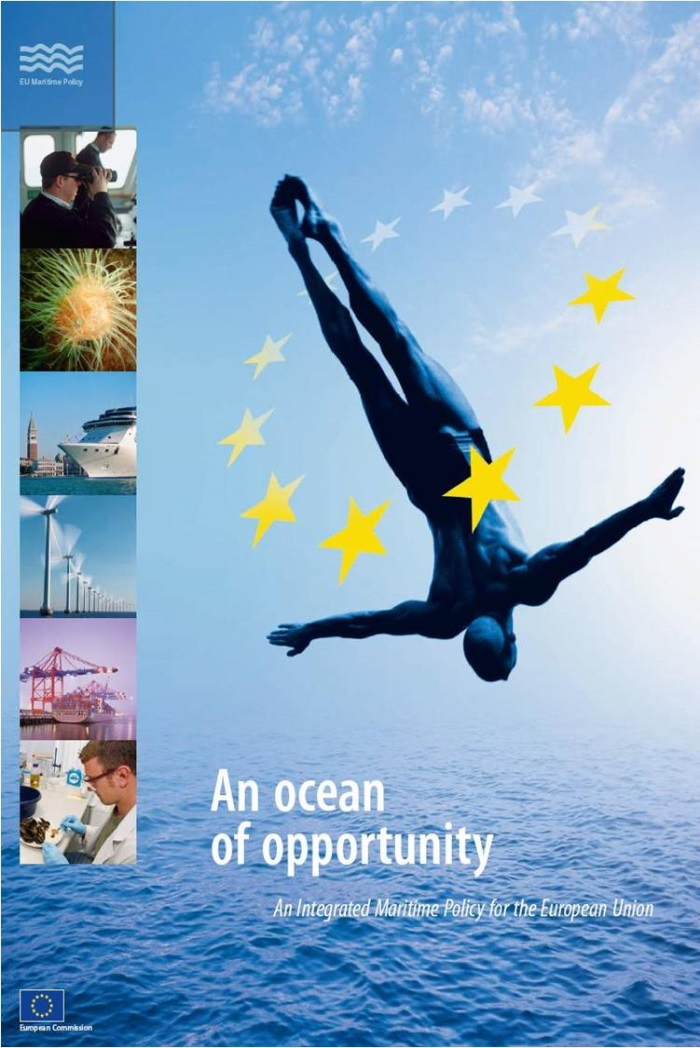 EU Maritime Policy
An ocean
of opportunity
An Integrated Maritime Policy for the European Union
European Commission